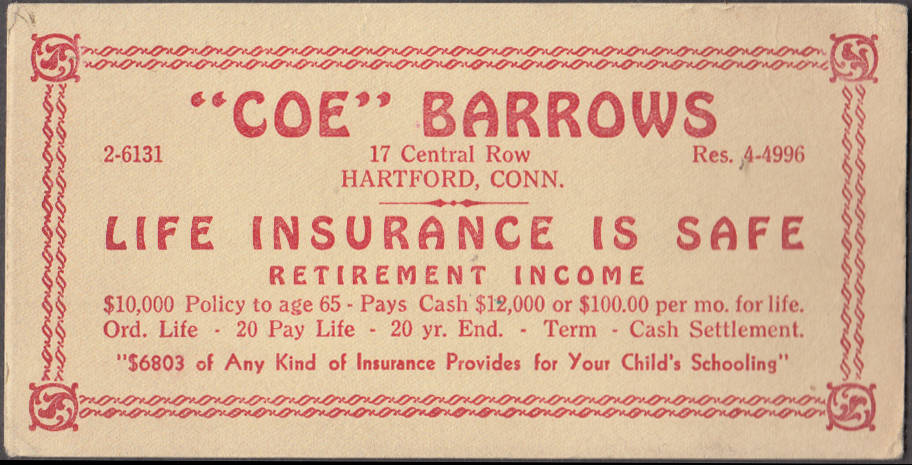 "COE" BARROWS
2-6131 17 Central Row Res. 4-4996
HARTFORD, CONN.
LIFE INSURANCE IS SAFE
RETIREMENT INCOME
$10,000 Policy to age 65 - Pays Cash $12,000 or $100.00 per mo. for life.
Ord. Life - 20 Pay Life - 20 yr. End. - Term - Cash Settlement.
"$6803 of Any Kind of Insurance Provides for Your Child's Schooling"